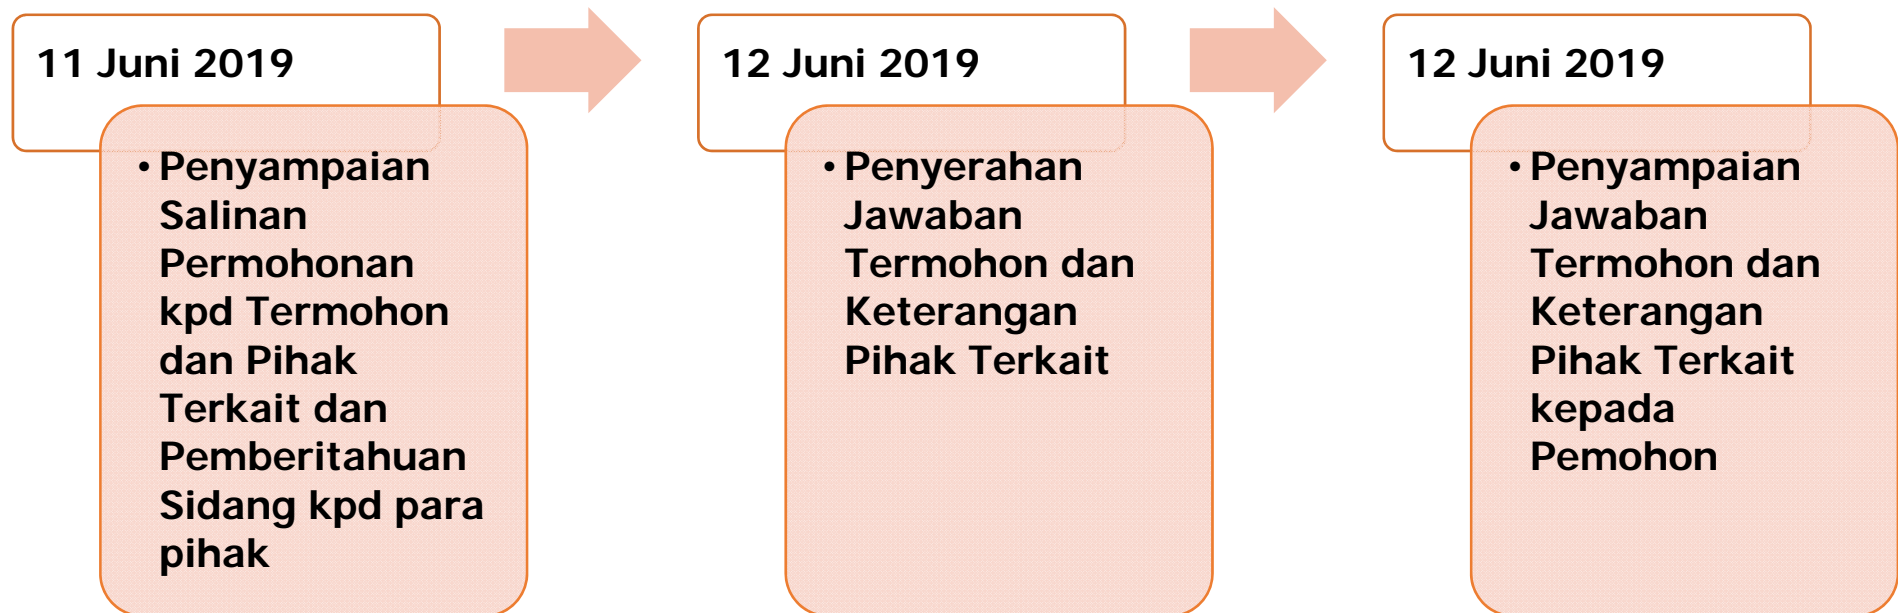 11 Juni 2019
• Penyampaian
Salinan
Permohonan
kpd Termohon
dan Pihak
Terkait dan
Pemberitahuan
Sidang kpd para
pihak
12 Juni 2019
• Penyerahan
Jawaban
Termohon dan
Keterangan
Pihak Terkait
12 Juni 2019
• Penyampaian
Jawaban
Termohon dan
Keterangan
Pihak Terkait
kepada
Pemohon